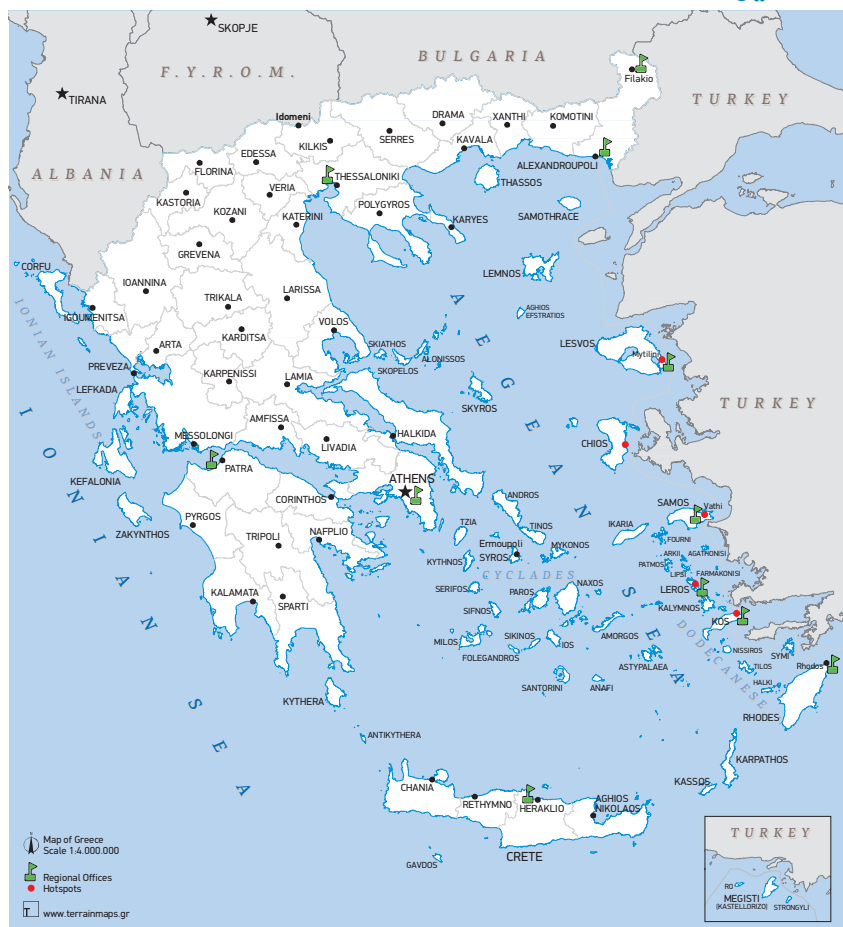 SKOPJE
F.Y.R.O.M.
BULGARIA
Filakio
TIRANA
TURKEY
Idomeni
DRAMA
XANTHI
KOMOTINI
SERRES
KILKIS
KAVALA
EDESSA
ALEXANDROUPOLI
FLORINA
ALBANIA
THESSALONIKI
THASSOS
VERIA
KASTORIA
POLYGYROS
SAMOTHRACE
KOZANI
KATERINI
KARYES
GREVENA
CORFU
LEMNOS
IOANNINA
LARISSA
TRIKALA
AEGEAN SEA
IGOUMENITSA
AGHIOS
EFSTRATIOS
IONIAN ISLANDS
VOLOS
KARDITSA
SKIATHOS
LESVOS
ARTA
Mytilini
ALONISSOS
PREVEZA
SKOPELOS
KARPENISSI
LAMIA
LEFKADA
TURKEY
SKYROS
IONIAN SEA
AMFISSA
MESSOLONGI
HALKIDA
LIVADIA
CHIOS
PATRA
KEFALONIA
ATHENS
CORINTHOS
ANDROS
SAMOS
Vathi
ZAKYNTHOS
PYRGOS
TZIA
TINOS
IKARIA
NAFPLIO
TRIPOLI
FOURNI
Ermoupoli
SYROS
MYKONOS
ARKII
AGATHONISI
KYTHNOS
PATMOS
CYCLADES
LIPSI
FARMAKONISI
NAXOS
SERIFOS
LEROS
KALAMATA
SPARTI
PAROS
KALYMNOS
SIFNOS
KOS
AMORGOS
MILOS
SIKINOS
IOS
DODECANESE
FOLEGANDROS
NISSIROS
SYMI
ASTYPALAEA
TILOS
Rhodos
SANTORINI
ANAFI
HALKI
KYTHERA
RHODES
ANTIKYTHERA
KARPATHOS
CHANIA
KASSOS
RETHYMNO
HERAKLIO
AGHIOS
NIKOLAOS
CRETE
GAVDOS
N
Map of Greece
Scale 1:4.000.000
Regional Offices
Hotspots
T
www.terrainmaps.gr
TURKEY
RO
MEGISTI
(KASTELLORIZO)
STRONGYLI